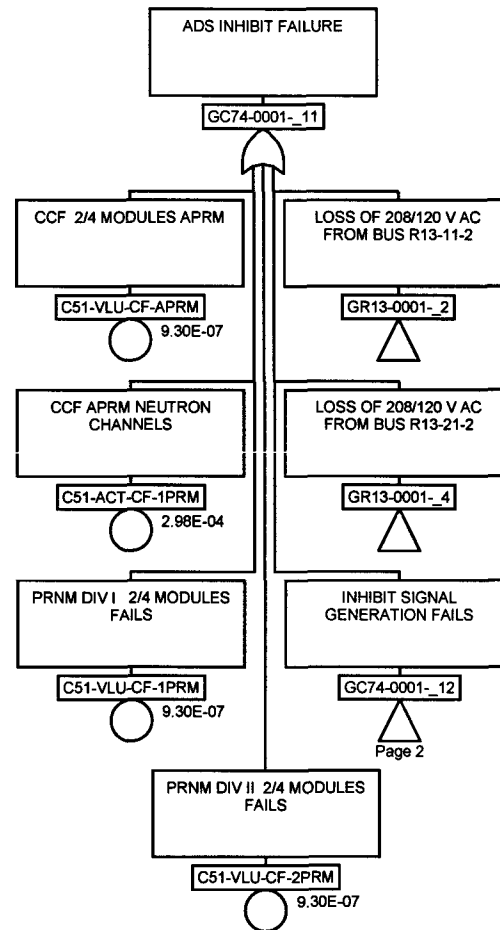 ADS INHIBIT FAILURE
GC74-0001-_11
CCF 2/4 MODULES APRM
C51-VLU-CF-APRM
9.30E-07
LOSS OF 208/120 V AC
FROM BUS R13-11-2
GR13-0001-_2
CCF APRM NEUTRON
CHANNELS
C51-ACT-CF-1PRM
2.98E-04
LOSS OF 208/120 V AC
FROM BUS R13-21-2
GR13-0001-_4
PRNM DIV I 2/4 MODULES
FAILS
C51-VLU-CF-1PRM
9.30E-07
INHIBIT SIGNAL
GENERATION FAILS
GC74-0001-_12
Page 2
PRNM DIV II 2/4 MODULES
FAILS
C51-VLU-CF-2PRM
9.30E-07